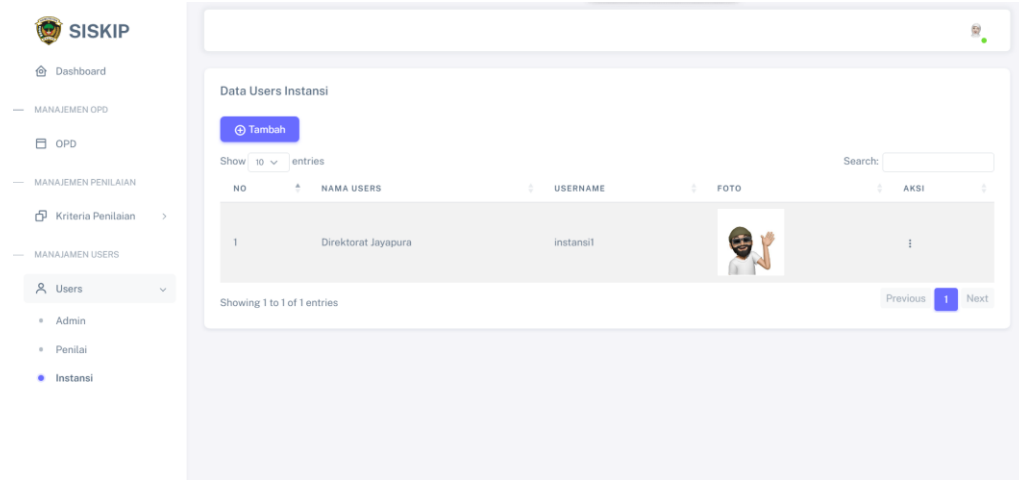 SISKIP
Dashboard
MANAJEMEN OPD
OPD
MANAJEMEN PENILAIAN
Kriteria Penilaian
MANAJAMEN USERS
Users
Admin
Penilai
Instansi
Data Users Instansi
Tambah
Show 10 entries
Search:
NO NAMA USERS USERNAME FOTO AKSI
1 Direktorat Jayapura instansi1
Showing 1 to 1 of 1 entries
Previous 1 Next